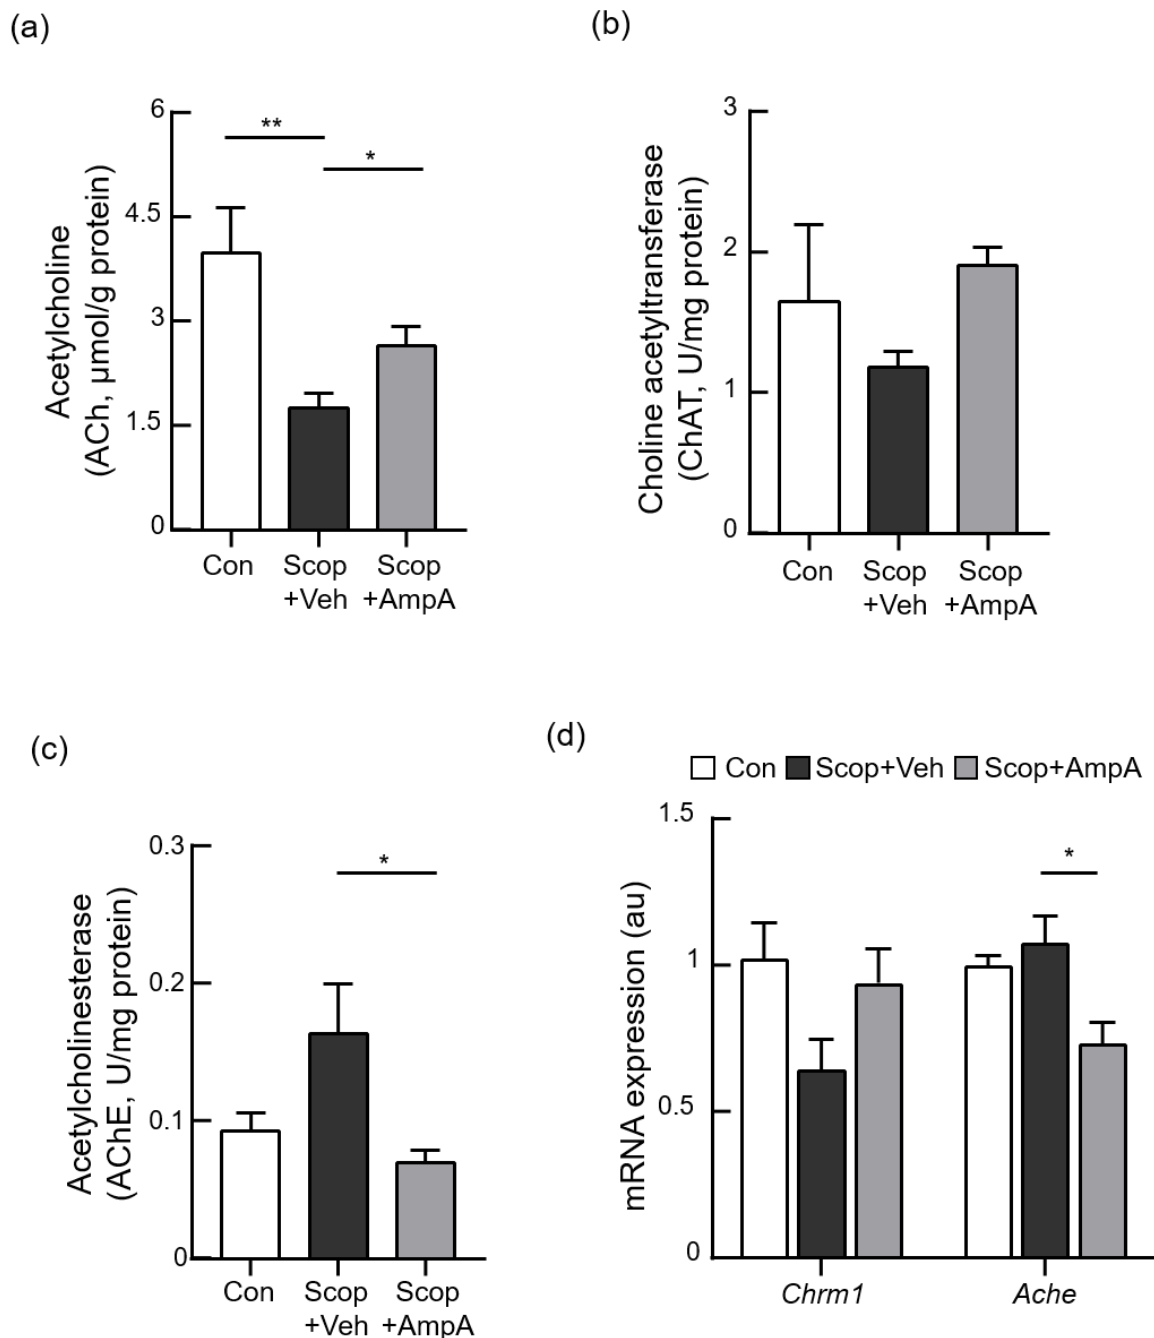 (a)
Acetylcholine
(ACh, μmol/g protein)
6
4.5
3
1.5
0
**
*
Con
Scop
+Veh
Scop
+AmpA
(b)
Choline acetyltransferase
(ChAT, U/mg protein)
3
2
1
0
Con
Scop
+Veh
Scop
+AmpA
(c)
Acetylcholinesterase
(AChE, U/mg protein)
0.3
0.2
0.1
0
*
Con
Scop
+Veh
Scop
+AmpA
(d)
Con Scop+Veh Scop+AmpA
mRNA expression (au)
1.5
1
0.5
0
*
Chrm1
Ache